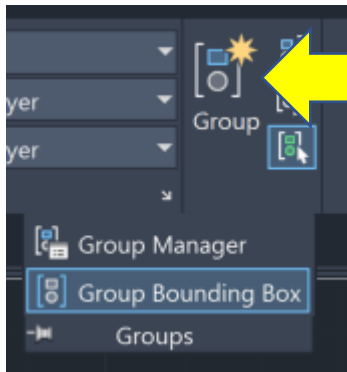 yer
Group
yer
Group Manager
Group Bounding Box
Groups